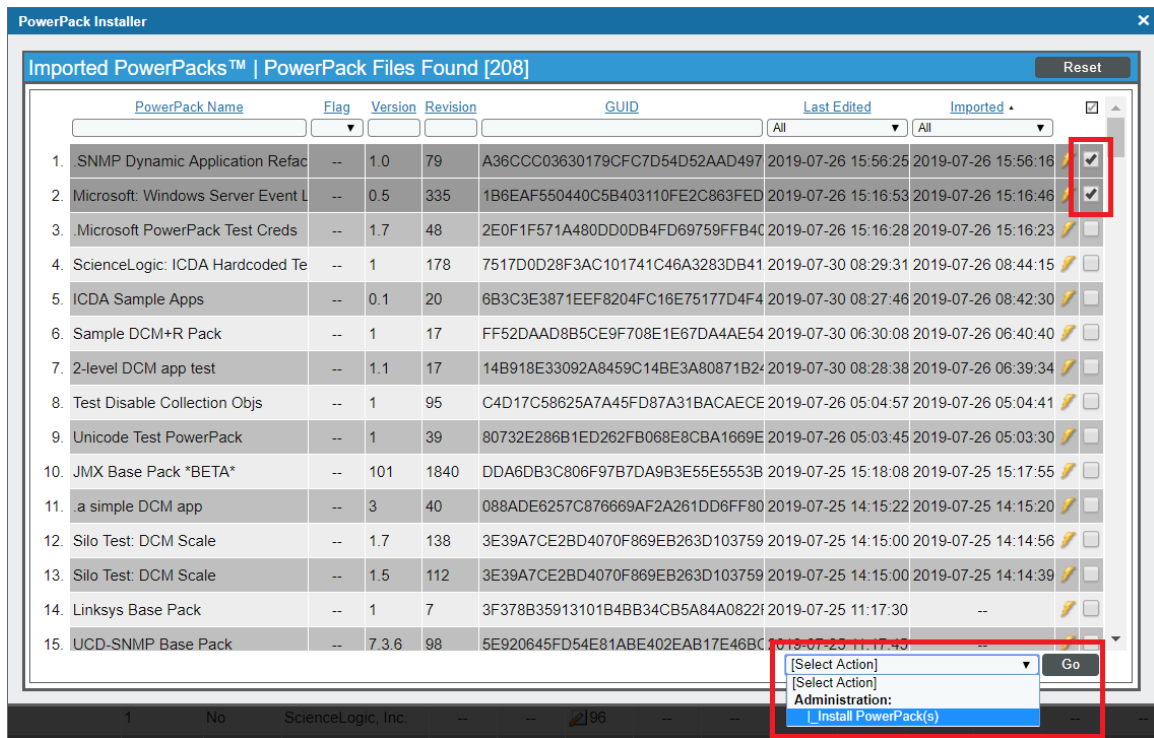 PowerPack Installer
Imported PowerPacks™ | PowerPack Files Found [208] Reset
PowerPack Name Flag Version Revision GUID Last Edited Imported
All All
1. .SNMP Dynamic Application Refac -- 1.0 79 A36CCC03630179CFC7D54D52AAD497 2019-07-26 15:56:25 2019-07-26 15:56:16
2. Microsoft: Windows Server Event L -- 0.5 335 1B6EAF550440C5B403110FE2C863FED 2019-07-26 15:16:53 2019-07-26 15:16:46
3. .Microsoft PowerPack Test Creds -- 1.7 48 2E0F1F571A480DD0DB4FD69759FFB4C 2019-07-26 15:16:28 2019-07-26 15:16:23
4. ScienceLogic: ICDA Hardcoded Te -- 1 178 7517D0D28F3AC101741C46A3283DB41 2019-07-30 08:29:31 2019-07-26 08:44:15
5. ICDA Sample Apps -- 0.1 20 6B3C3E3871EEF8204FC16E75177D4F4 2019-07-30 08:27:46 2019-07-26 08:42:30
6. Sample DCM+R Pack -- 1 17 FF52DAAD8B5CE9F708E1E67DA4AE54 2019-07-30 06:30:08 2019-07-26 06:40:40
7. 2-level DCM app test -- 1.1 17 14B918E33092A8459C14BE3A80871B24 2019-07-30 08:28:38 2019-07-26 06:39:34
8. Test Disable Collection Objs -- 1 95 C4D17C58625A7A45FD87A31BACAECE 2019-07-26 05:04:57 2019-07-26 05:04:41
9. Unicode Test PowerPack -- 1 39 80732E286B1ED262FB068E8CBA1669E 2019-07-26 05:03:45 2019-07-26 05:03:30
10. JMX Base Pack *BETA* -- 101 1840 DDA6DB3C806F97B7DA9B3E55E5553B 2019-07-25 15:18:08 2019-07-25 15:17:55
11. .a simple DCM app -- 3 40 088ADE6257C876669AF2A261DD6FF80 2019-07-25 14:15:22 2019-07-25 14:15:20
12. Silo Test: DCM Scale -- 1.7 138 3E39A7CE2BD4070F869EB263D103759 2019-07-25 14:15:00 2019-07-25 14:14:56
13. Silo Test: DCM Scale -- 1.5 112 3E39A7CE2BD4070F869EB263D103759 2019-07-25 14:15:00 2019-07-25 14:14:39
14. Linksys Base Pack -- 1 7 3F378B35913101B4BB34CB5A84A0822 2019-07-25 11:17:30 --
15. UCD-SNMP Base Pack -- 7.3.6 98 5E920645FD54E81ABE402EAB17E46BC 2019-07-25 11:17:45 --
[Select Action] Go
[Select Action]
Administration:
|_Install PowerPack(s)
1 No ScienceLogic, Inc. -- -- 96 -- -- -- --